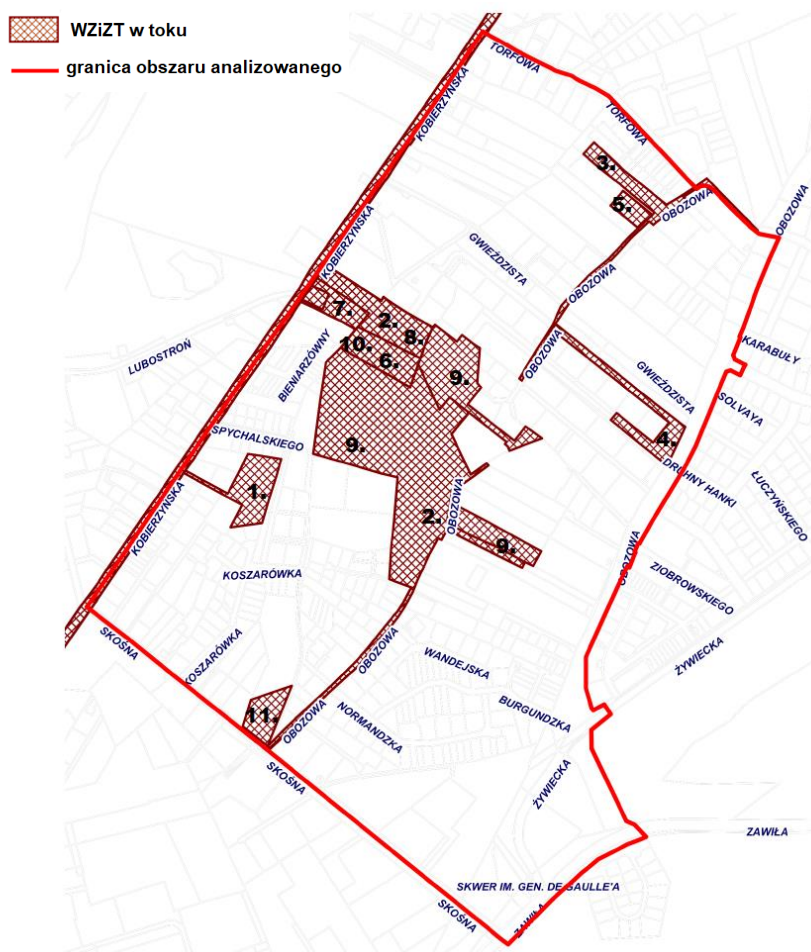 WZiZT w toku
granica obszaru analizowanego
TORFOWA
KOBIERZYŃSKA
TORFOWA
3.
5.
OBOZOWA
OBOZOWA
KOBIERZYŃSKA
GWIEŹDZISTA
OBOZOWA
7.
2.
8.
10.
6.
LUBOSTROŃ
BIENIARZÓWNY
9.
OBOZOWA
KARABUŁY
GWIEŹDZISTA
SOLVAYA
SPYCHALSKIEGO
9.
4.
DRUHNY HANKI
ŁUCZYŃSKIEGO
1.
KOBIERZYŃSKA
2.
OBOZOWA
9.
OBOZOWA
KOSZARÓWKA
ZIOBROWSKIEGO
SKOŚNA
KOSZARÓWKA
OBOZOWA
WANDEJSKA
ŻYWIECKA
11.
OBOZOWA
NORMANDZKA
BURGUNDZKA
SKOŚNA
ŻYWIECKA
ZAWIŁA
SKWER IM. GEN. DE GAULLE'A
SKOŚNA
ZAWIŁA